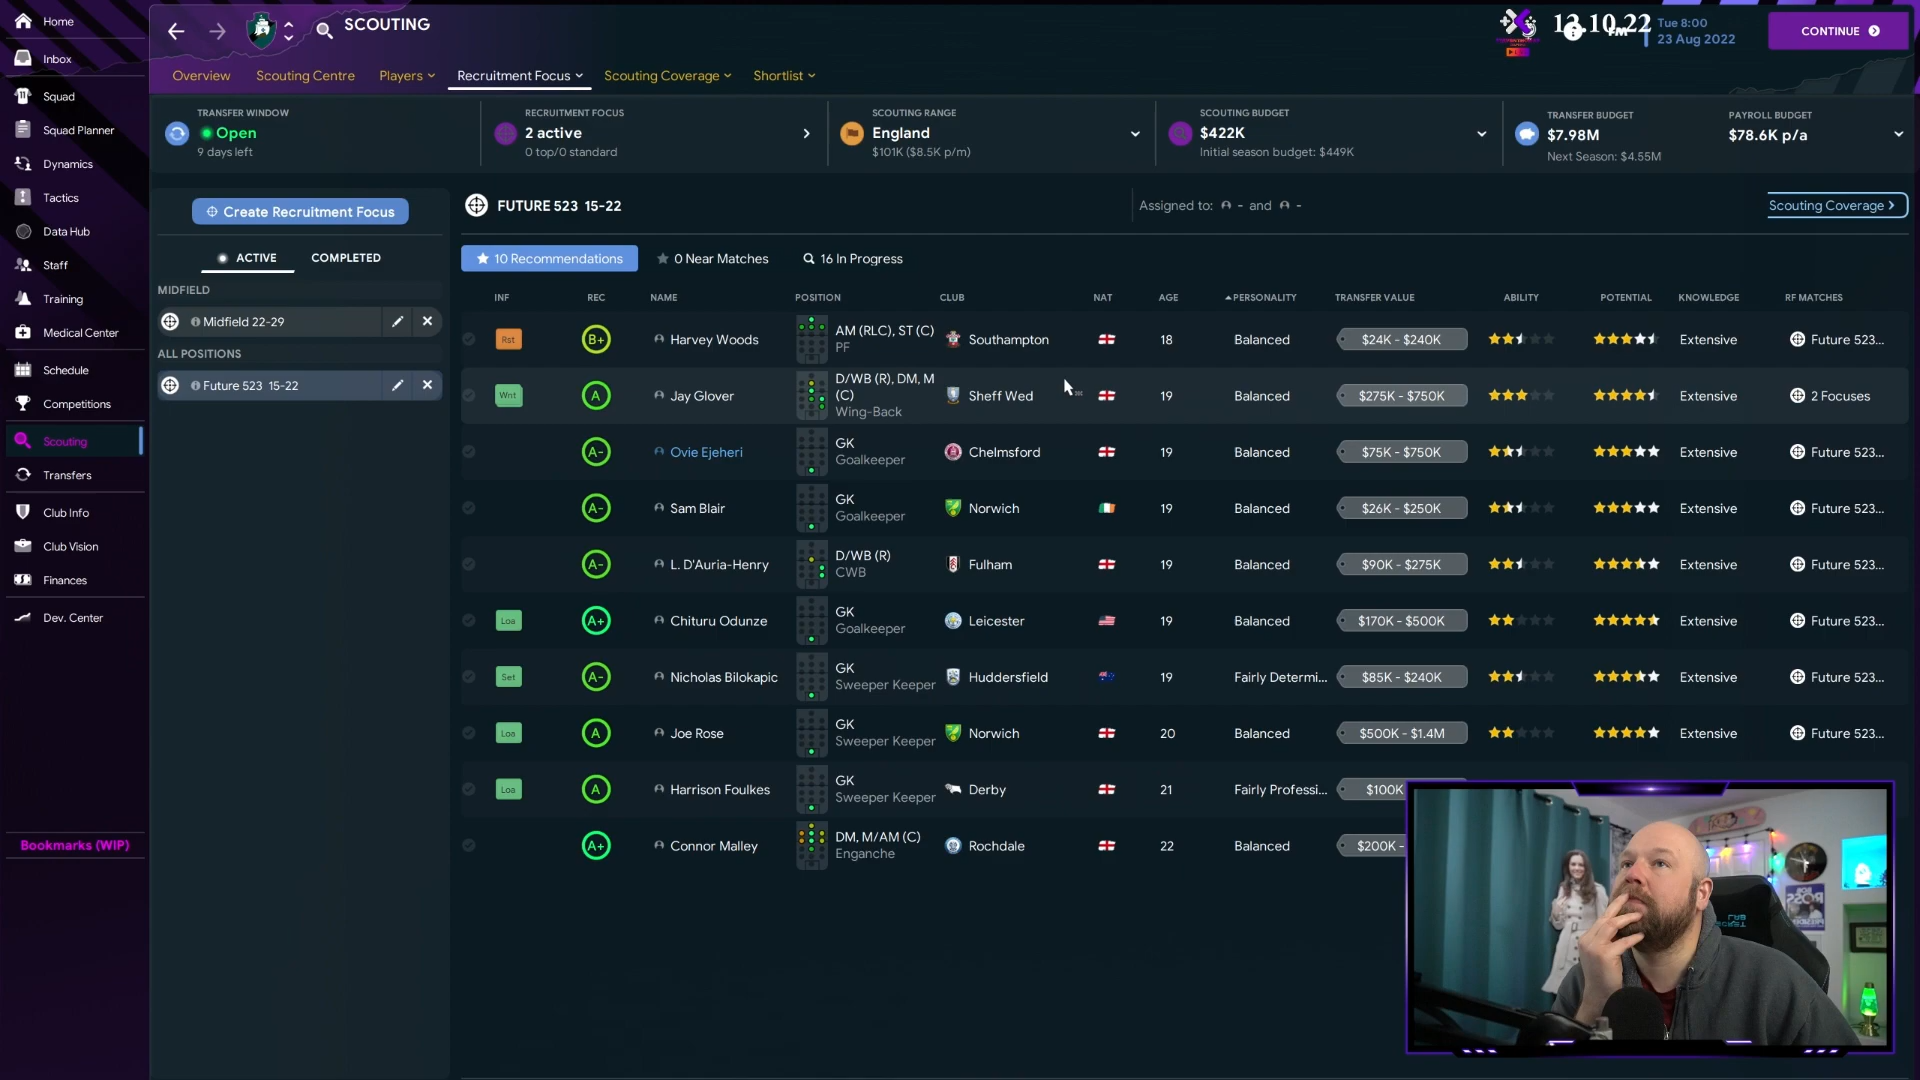 Home
SCOUTING
13.10.22
FM
Tue 8:00
23 Aug 2022
CONTINUE
Inbox
Overview
Scouting Centre
Players
Recruitment Focus
Scouting Coverage
Shortlist
Squad
Squad Planner
Dynamics
Tactics
Data Hub
Staff
Training
Medical Center
Schedule
Competitions
Scouting
Transfers
Club Info
Club Vision
Finances
Dev. Center
Bookmarks (WIP)
TRANSFER WINDOW
Open
9 days left
RECRUITMENT FOCUS
2 active
0 top/0 standard
SCOUTING RANGE
England
$101K ($8.5K p/m)
SCOUTING BUDGET
$422K
Initial season budget: $449K
TRANSFER BUDGET
$7.98M
Next Season: $4.55M
PAYROLL BUDGET
$78.6K p/a
Create Recruitment Focus
ACTIVE
COMPLETED
MIDFIELD
Midfield 22-29
ALL POSITIONS
Future 523 15-22
FUTURE 523 15-22
Assigned to: - and -
Scouting Coverage >
10 Recommendations
0 Near Matches
16 In Progress
INF REC NAME POSITION CLUB NAT AGE PERSONALITY TRANSFER VALUE ABILITY POTENTIAL KNOWLEDGE RF MATCHES
Rst B+ Harvey Woods AM (RLC), ST (C) Southampton 18 Balanced $24K - $240K Extensive Future 523...
PF
Wnt A Jay Glover D/WB (R), DM, M Sheff Wed 19 Balanced $275K - $750K Extensive 2 Focuses
(C)
Wing-Back
A- Ovie Ejeheri GK Chelmsford 19 Balanced $75K - $750K Extensive Future 523...
Goalkeeper
A- Sam Blair GK Norwich 19 Balanced $26K - $250K Extensive Future 523...
Goalkeeper
A- L. D'Auria-Henry D/WB (R) Fulham 19 Balanced $90K - $275K Extensive Future 523...
CWB
Loa A+ Chituru Odunze GK Leicester 19 Balanced $170K - $500K Extensive Future 523...
Goalkeeper
Set A- Nicholas Bilokapic GK Huddersfield 19 Fairly Determi... $85K - $240K Extensive Future 523...
Sweeper Keeper
Loa A Joe Rose GK Norwich 20 Balanced $500K - $1.4M Extensive Future 523...
Sweeper Keeper
Loa A Harrison Foulkes GK Derby 21 Fairly Professi... $100K
Sweeper Keeper
A+ Connor Malley DM, M/AM (C) Rochdale 22 Balanced $200K -
Enganche